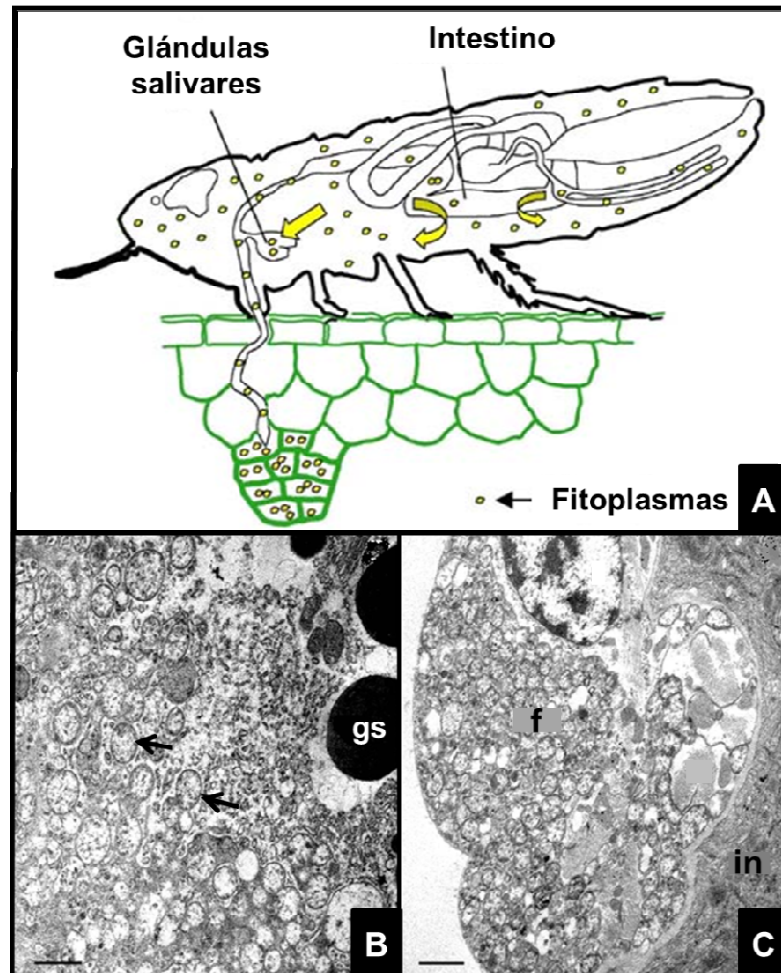 Glándulas
salivares
Intestino
Fitoplasmas
A
gs
B
f
in
C